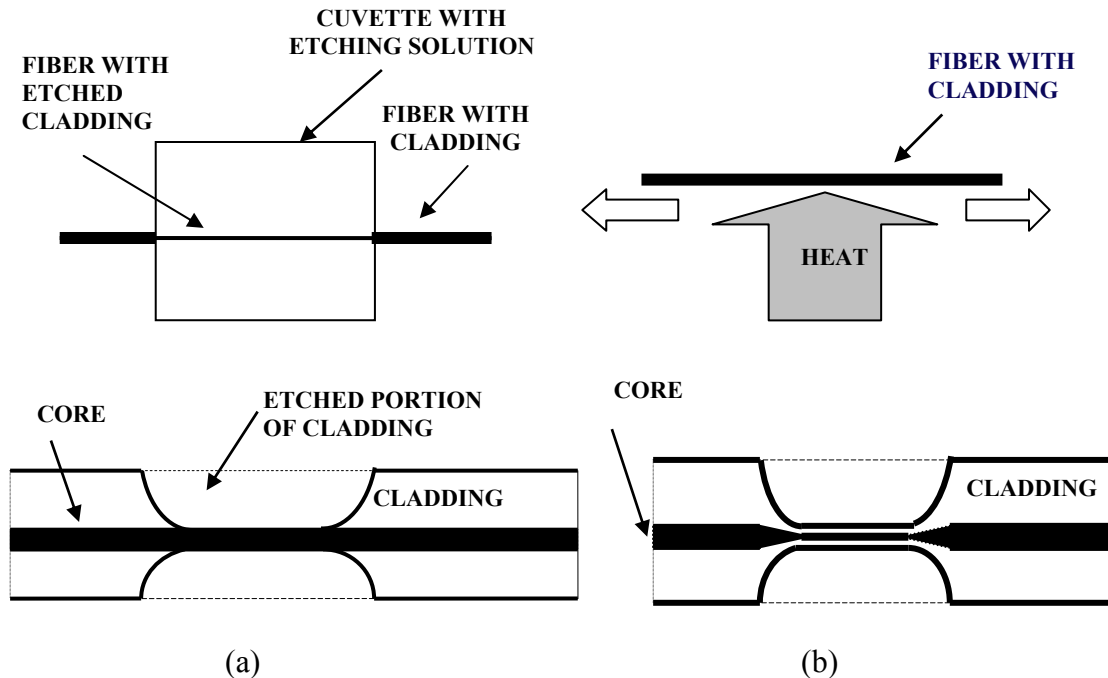 CUVETTE WITH
ETCHING SOLUTION
FIBER WITH
ETCHED
CLADDING
FIBER WITH
CLADDING
FIBER WITH
CLADDING
HEAT
CORE
ETCHED PORTION
OF CLADDING
CLADDING
CORE
CLADDING
(a)
(b)